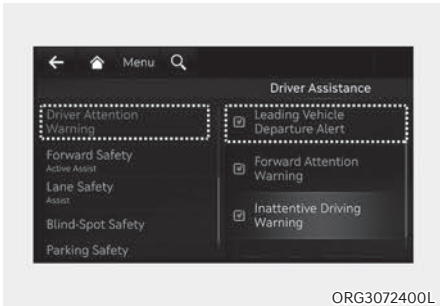 Menu
Driver Assistance
Driver Attention
Warning
Forward Safety
Active Assist
Lane Safety
Assist
Blind-Spot Safety
Parking Safety
Leading Vehicle
Departure Alert
Forward Attention
Warning
Inattentive Driving
Warning
ORG3072400L